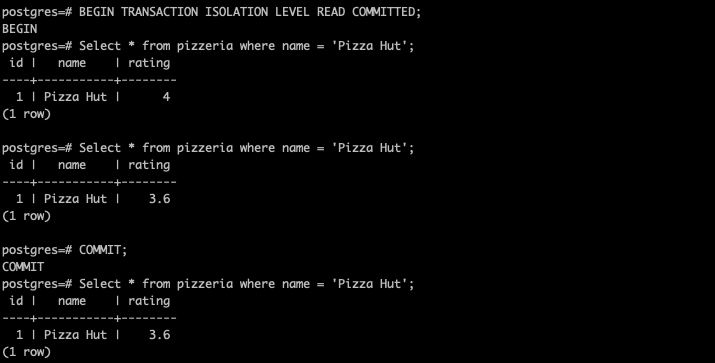 postgres=# BEGIN TRANSACTION ISOLATION LEVEL READ COMMITTED;
BEGIN
postgres=# Select * from pizzeria where name = 'Pizza Hut';
 id |   name    | rating
----+-----------+--------
  1 | Pizza Hut |      4
(1 row)

postgres=# Select * from pizzeria where name = 'Pizza Hut';
 id |   name    | rating
----+-----------+--------
  1 | Pizza Hut |    3.6
(1 row)

postgres=# COMMIT;
COMMIT
postgres=# Select * from pizzeria where name = 'Pizza Hut';
 id |   name    | rating
----+-----------+--------
  1 | Pizza Hut |    3.6
(1 row)